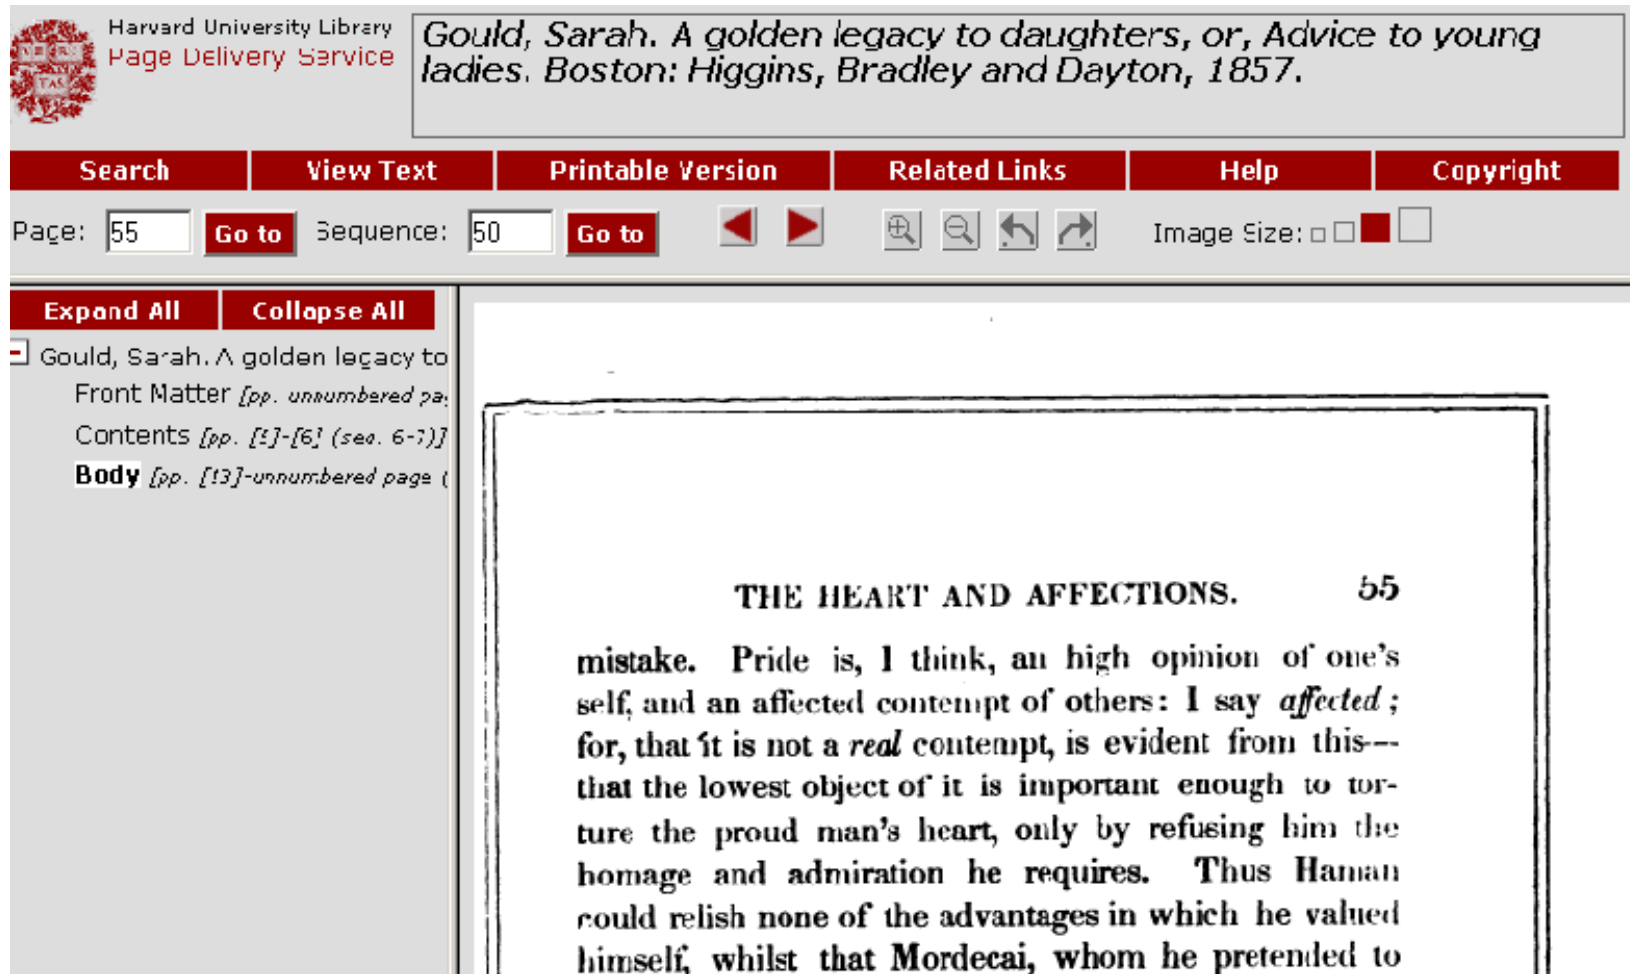 Harvard University Library
Page Delivery Service
Gould, Sarah. A golden legacy to daughters, or, Advice to young
ladies. Boston: Higgins, Bradley and Dayton, 1857.
Search View Text Printable Version Related Links Help Copyright
Page: 55 Go to Sequence: 50 Go to Image Size:
Expand All Collapse All
Gould, Sarah. A golden legacy to
Front Matter [pp. unnumbered pa
Contents [pp. [5]-[6] (seq. 6-7)]
Body [pp. [13]-unnumbered page (
THE HEART AND AFFECTIONS. 55
mistake. Pride is, I think, an high opinion of one's
self, and an affected contempt of others: I say affected;
for, that it is not a real contempt, is evident from this—
that the lowest object of it is important enough to tor-
ture the proud man's heart, only by refusing him the
homage and admiration he requires. Thus Haman
could relish none of the advantages in which he valued
himself, whilst that Mordecai, whom he pretended to